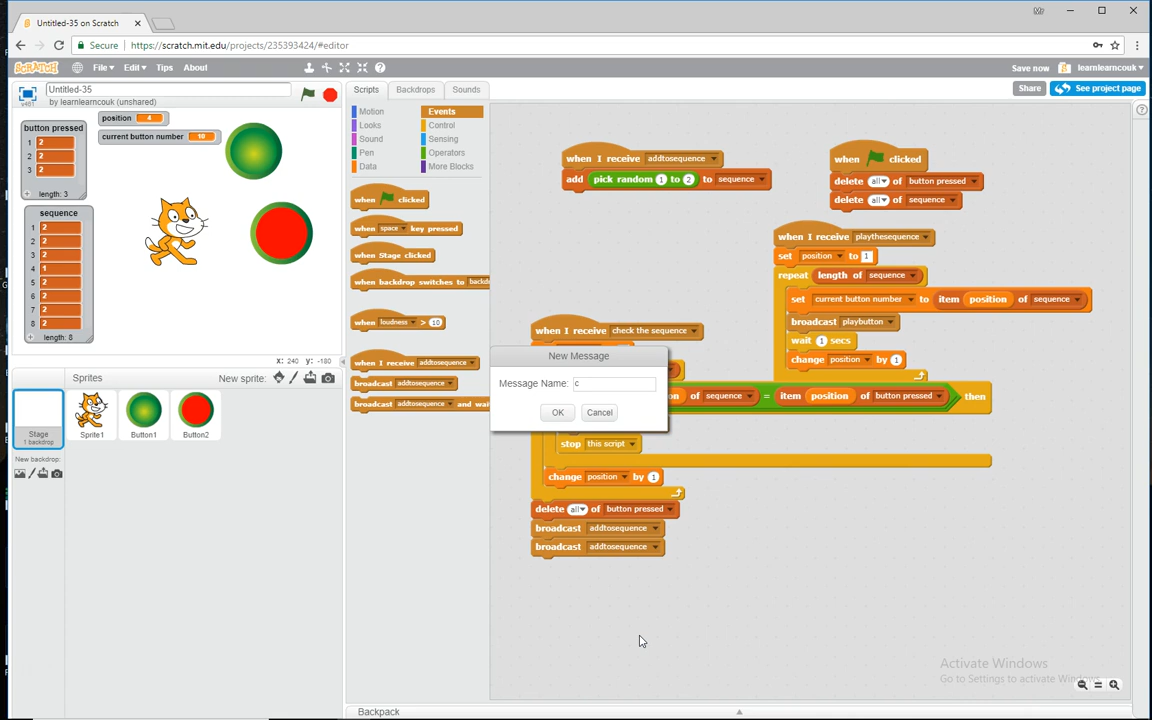 Untitled-35 on Scratch
Secure
https://scratch.mit.edu/projects/235393424/#editor
SCRATCH File Edit Tips About
Save now learnlearncouk
Untitled-35
by learnlearncouk (unshared)
v461
Scripts Backdrops Sounds
Share See project page
position 4
current button number 10
button pressed
1 2
2 2
3 2
length: 3
sequence
1 2
2 2
3 2
4 1
5 2
6 2
7 2
8 2
length: 8
X: 240 y: -180
Motion Events
Looks Control
Sound Sensing
Pen Operators
Data More Blocks
when clicked
when space key pressed
when Stage clicked
when backdrop switches to
when loudness > 10
when I receive addtosequence
broadcast addtosequence
broadcast addtosequence and wait
when I receive addtosequence
add pick random 1 to 2 to sequence
when clicked
delete all of button pressed
delete all of sequence
when I receive playthesequence
set position to 1
repeat length of sequence
set current button number to item position of sequence
broadcast playbutton
wait 1 secs
change position by 1
when I receive check the sequence
of sequence = item position of button pressed then
stop this script
change position by 1
delete all of button pressed
broadcast addtosequence
broadcast addtosequence
New Message
Message Name: c
OK Cancel
Sprites New sprite:
Stage
1 backdrop
New backdrop:
Sprite1 Button1 Button2
Activate Windows
Go to Settings to activate Windows.
Backpack